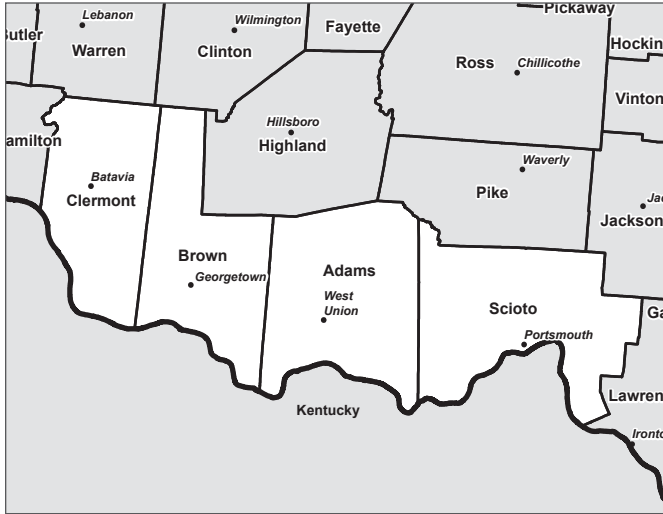 Pickaway
Lebanon
Wilmington
Fayette
Butler
Warren
Clinton
Hockin
Ross
Chillicothe
Vinton
Hillsboro
amilton
Highland
Waverly
Batavia
Pike
Clermont
Jac
Jackson
Brown
Georgetown
Adams
West
Union
Scioto
Ga
Portsmouth
Kentucky
Lawren
Ironto